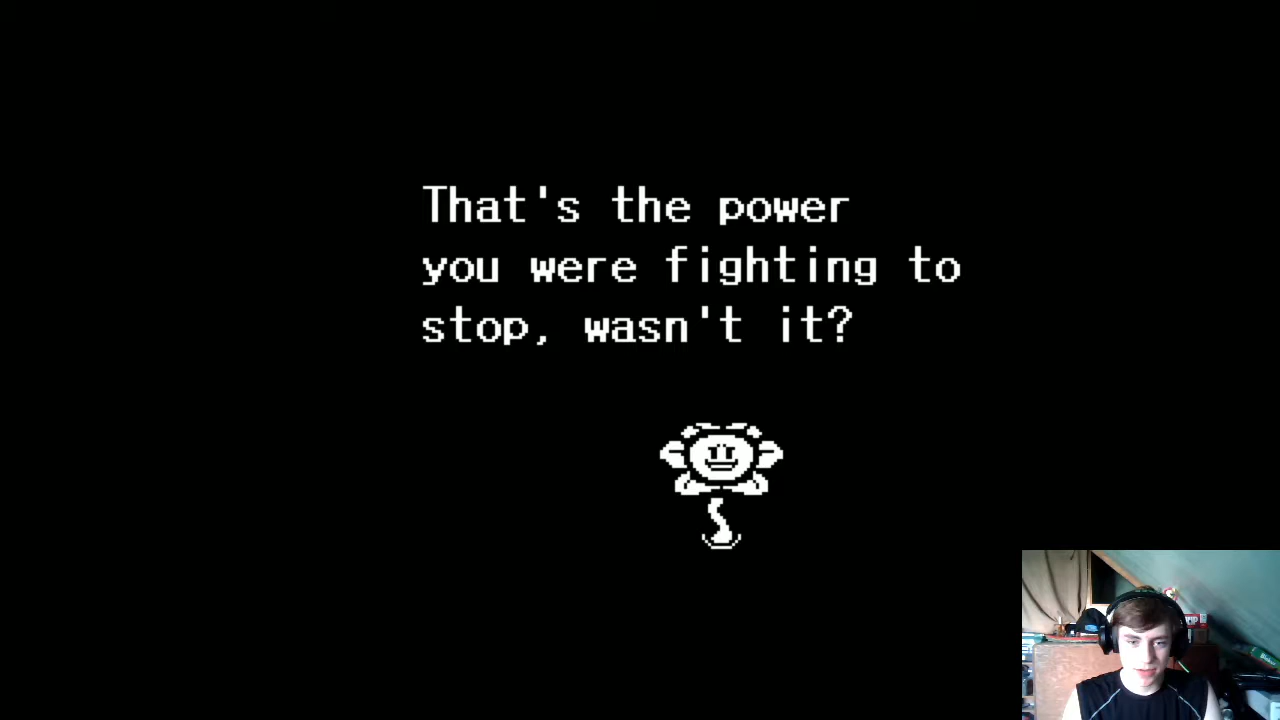 That's the power
you were fighting to
stop, wasn't it?